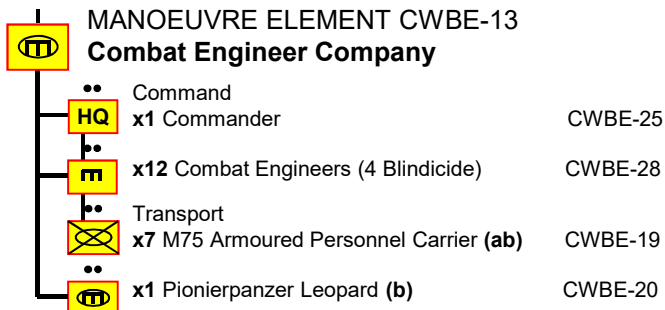 MANOEUVRE ELEMENT CWBE-13
Combat Engineer Company
Command
HQ x1 Commander CWBE-25
x12 Combat Engineers (4 Blindicide) CWBE-28
Transport
x7 M75 Armoured Personnel Carrier (ab) CWBE-19
x1 Pionierpanzer Leopard (b) CWBE-20